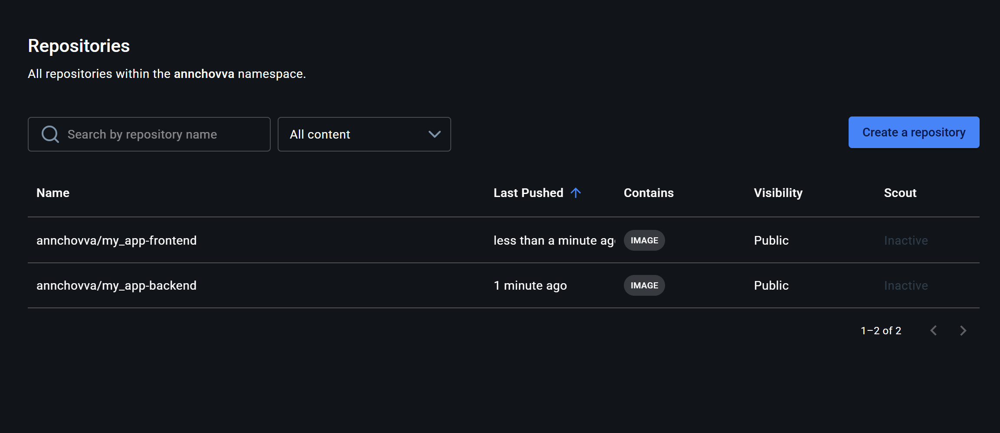 Repositories
All repositories within the annchovva namespace.
Search by repository name
All content
Create a repository
Name Last Pushed Contains Visibility Scout
annchovva/my_app-frontend less than a minute ag IMAGE Public Inactive
annchovva/my_app-backend 1 minute ago IMAGE Public Inactive
1–2 of 2